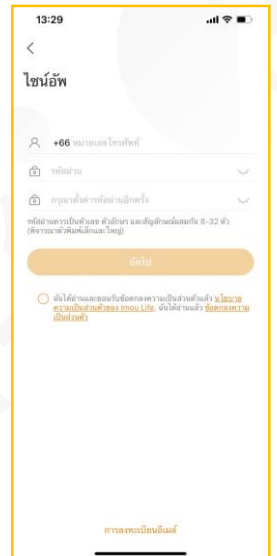 13:29
ไซน์อัพ
+66 หมายเลขโทรศัพท์
รหัสผ่าน
กรุณาตั้งค่ารหัสผ่านอีกครั้ง
รหัสผ่านควรเป็นตัวเลข ตัวอักษร และสัญลักษณ์ผสมกัน 8-32 ตัว
(พิจารณาตัวพิมพ์เล็กและใหญ่)
ถัดไป
ฉันได้อ่านและยอมรับข้อตกลงความเป็นส่วนตัวแล้ว นโยบาย
ความเป็นส่วนตัวของ Imou Life, ฉันได้อ่านแล้ว ข้อตกลงความ
เป็นส่วนตัว
การลงทะเบียนอีเมล์